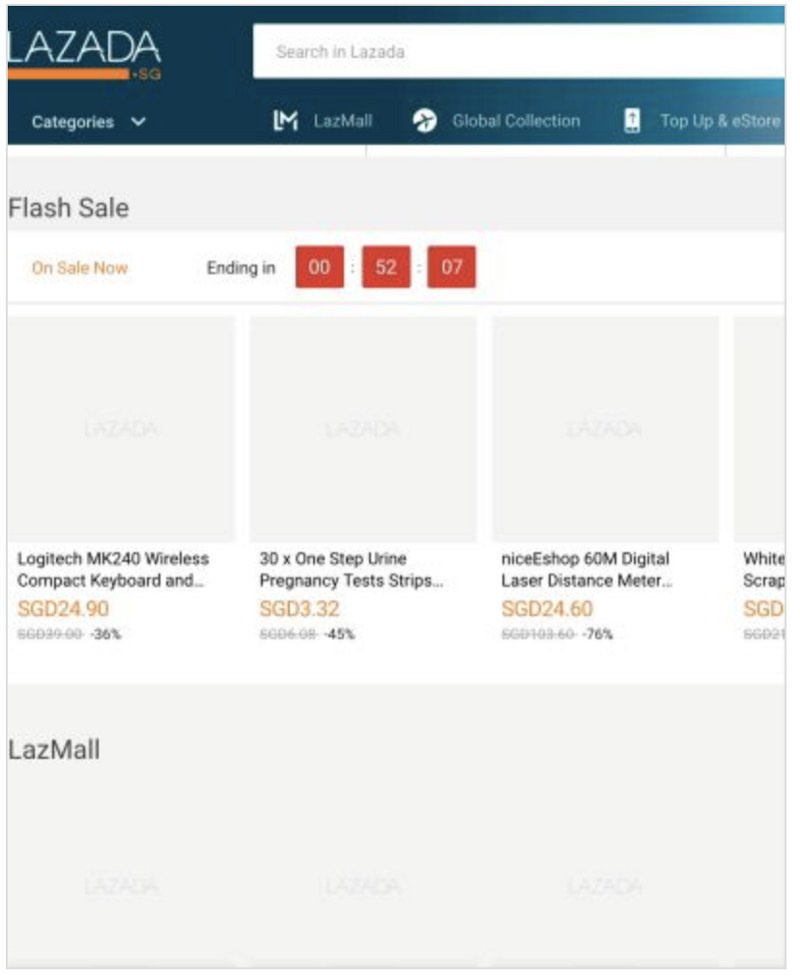 LAZADA
•SG
Search in Lazada
Categories
LazMall
Global Collection
Top Up & eStore
Flash Sale
On Sale Now
Ending in
00 : 52 : 07
LAZADA
LAZADA
LAZADA
Logitech MK240 Wireless
Compact Keyboard and...
SGD24.90
SGD39.00 -36%
30 x One Step Urine
Pregnancy Tests Strips...
SGD3.32
SGD6.08 -45%
niceEshop 60M Digital
Laser Distance Meter...
SGD24.60
SGD103.60 -76%
White
Scrap
SGD
SGD21
LazMall
LAZADA
LAZADA
LAZADA